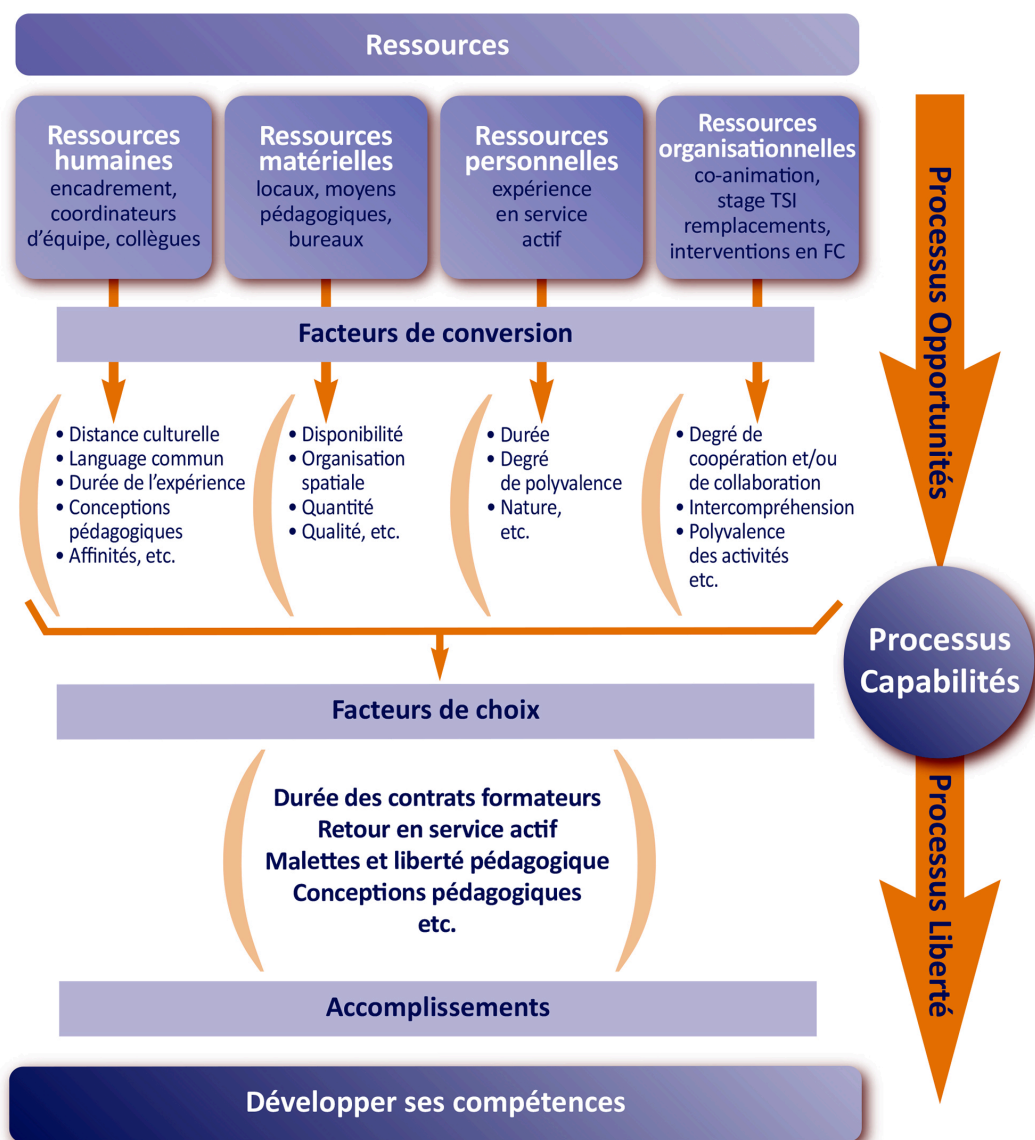 Ressources
Ressources
humaines
encadrement,
coordinateurs
d'équipe, collègues
Ressources
matérielles
locaux, moyens
pédagogiques,
bureaux
Ressources
personnelles
expérience
en service
actif
Ressources
organisationnelles
co-animation,
stage TSI
remplacements,
interventions en FC
Facteurs de conversion
• Distance culturelle
• Language commun
• Durée de l'expérience
• Conceptions
pédagogiques
• Affinités, etc.
• Disponibilité
• Organisation
spatiale
• Quantité
• Qualité, etc.
• Durée
• Degré
de polyvalence
• Nature,
etc.
• Degré de
coopération et/ou
de collaboration
• Intercompréhension
• Polyvalence
des activités
etc.
Facteurs de choix
Durée des contrats formateurs
Retour en service actif
Malettes et liberté pédagogique
Conceptions pédagogiques
etc.
Accomplissements
Développer ses compétences
Processus Opportunités
Processus
Capabilités
Processus Liberté